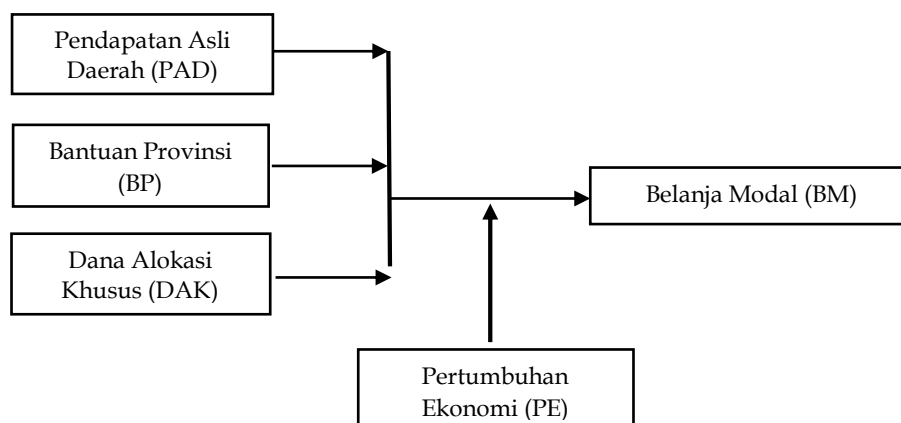 Pendapatan Asli
Daerah (PAD)
Bantuan Provinsi
(BP)
Belanja Modal (BM)
Dana Alokasi
Khusus (DAK)
Pertumbuhan
Ekonomi (PE)